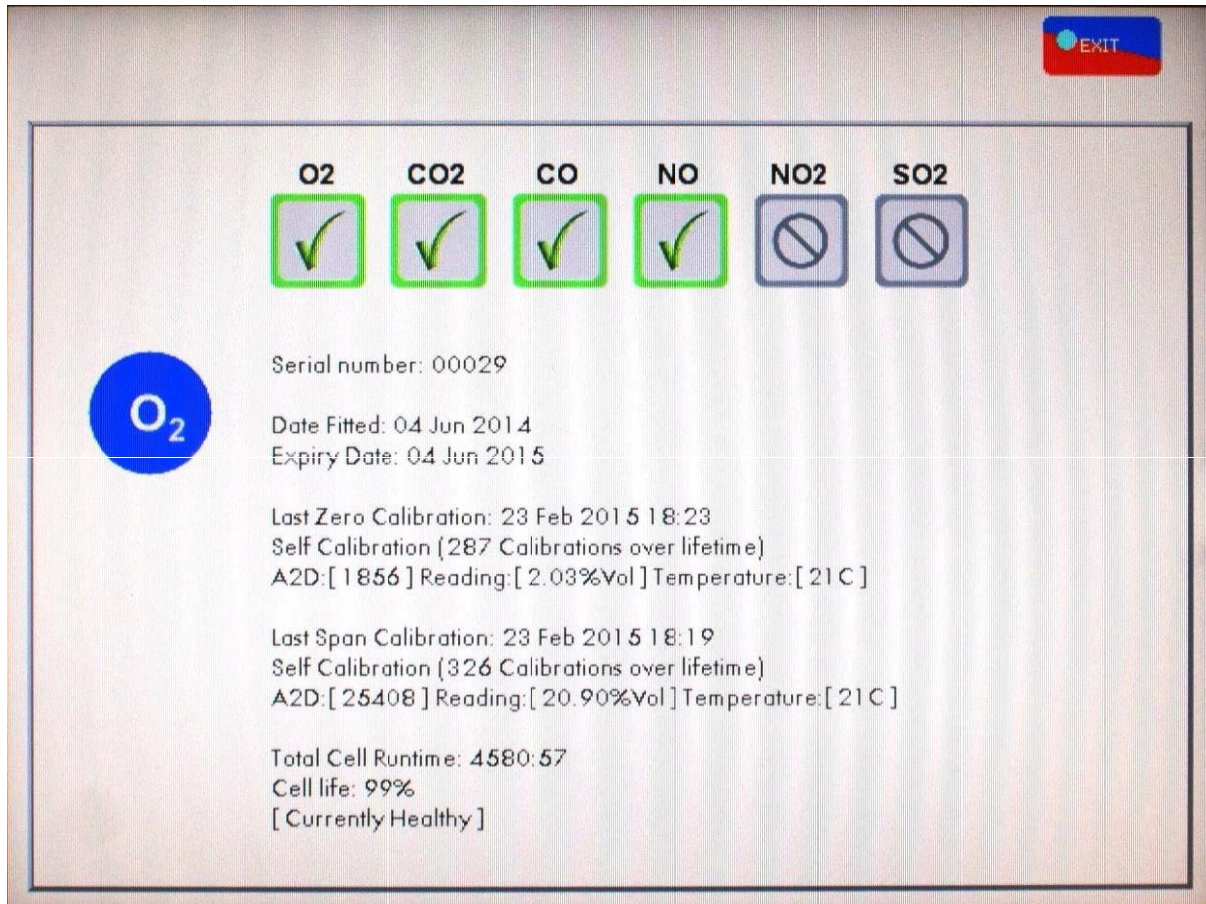 EXIT
O2 CO2 CO NO NO2 SO2
Serial number: 00029
O2
Date Fitted: 04 Jun 2014
Expiry Date: 04 Jun 2015
Last Zero Calibration: 23 Feb 2015 18:23
Self Calibration (287 Calibrations over lifetime)
A2D:[ 1856 ] Reading:[ 2.03%Vol ] Temperature:[ 21C ]
Last Span Calibration: 23 Feb 2015 18:19
Self Calibration (326 Calibrations over lifetime)
A2D:[ 25408 ] Reading:[ 20.90%Vol ] Temperature:[ 21C ]
Total Cell Runtime: 4580:57
Cell life: 99%
[ Currently Healthy ]